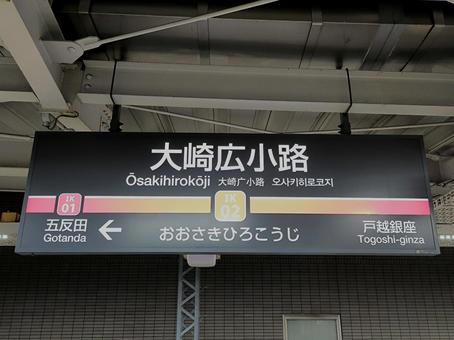 大崎広小路
Ōsakihirokōji 大崎广小路 오사키히로코지
IK
01
IK
02
五反田
Gotanda
←
おおさきひろこうじ
戸越銀座
Togoshi-ginza